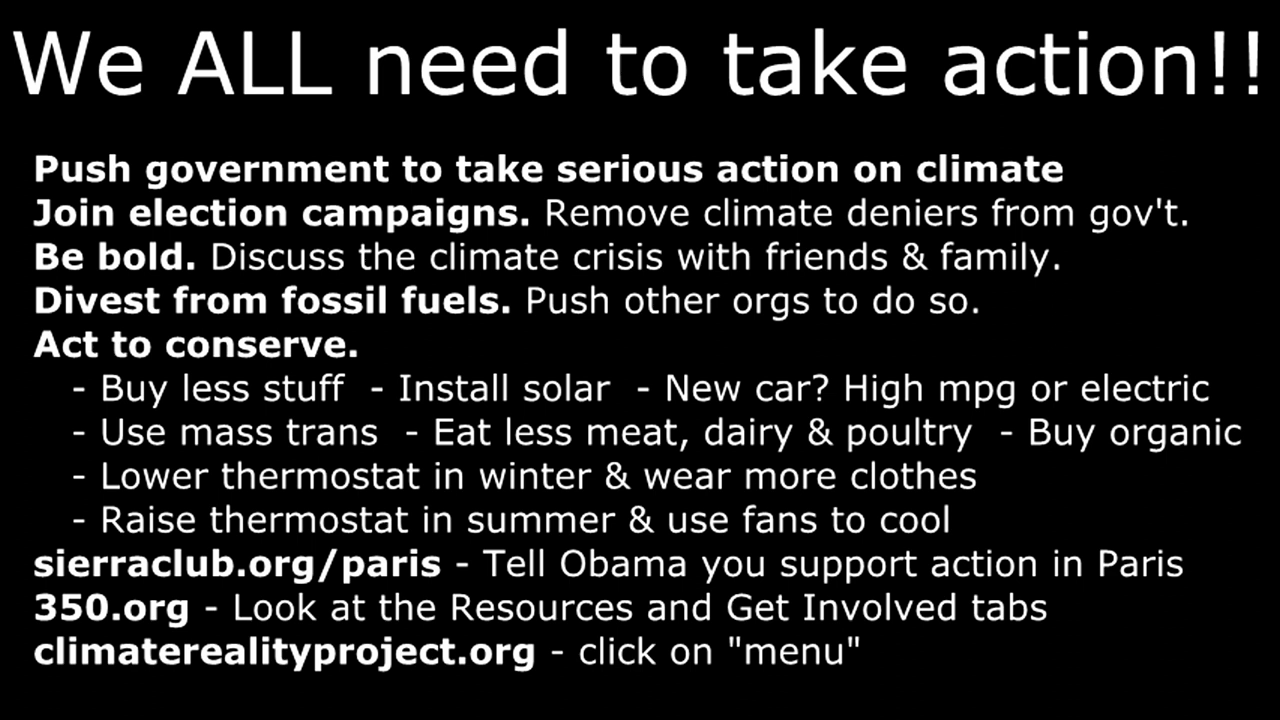 We ALL need to take action!!
Push government to take serious action on climate
Join election campaigns. Remove climate deniers from gov't.
Be bold. Discuss the climate crisis with friends & family.
Divest from fossil fuels. Push other orgs to do so.
Act to conserve.
- Buy less stuff - Install solar - New car? High mpg or electric
- Use mass trans - Eat less meat, dairy & poultry - Buy organic
- Lower thermostat in winter & wear more clothes
- Raise thermostat in summer & use fans to cool
sierraclub.org/paris - Tell Obama you support action in Paris
350.org - Look at the Resources and Get Involved tabs
climaterealityproject.org - click on "menu"